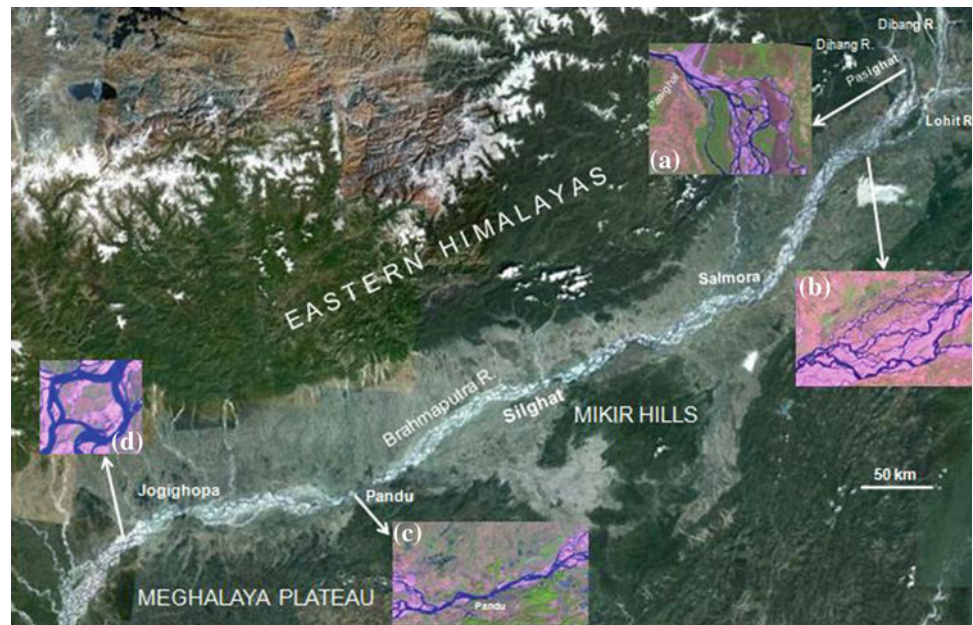 Dibang R.
Dihang R.
Pasighat
Pasighat
Lohit R
(a)
EASTERN HIMALAYAS
Salmora
(b)
Brahmaputra R.
Silghat
MIKIR HILLS
(d)
50 km
Jogighopa
Pandu
(c)
MEGHALAYA PLATEAU
Pandu